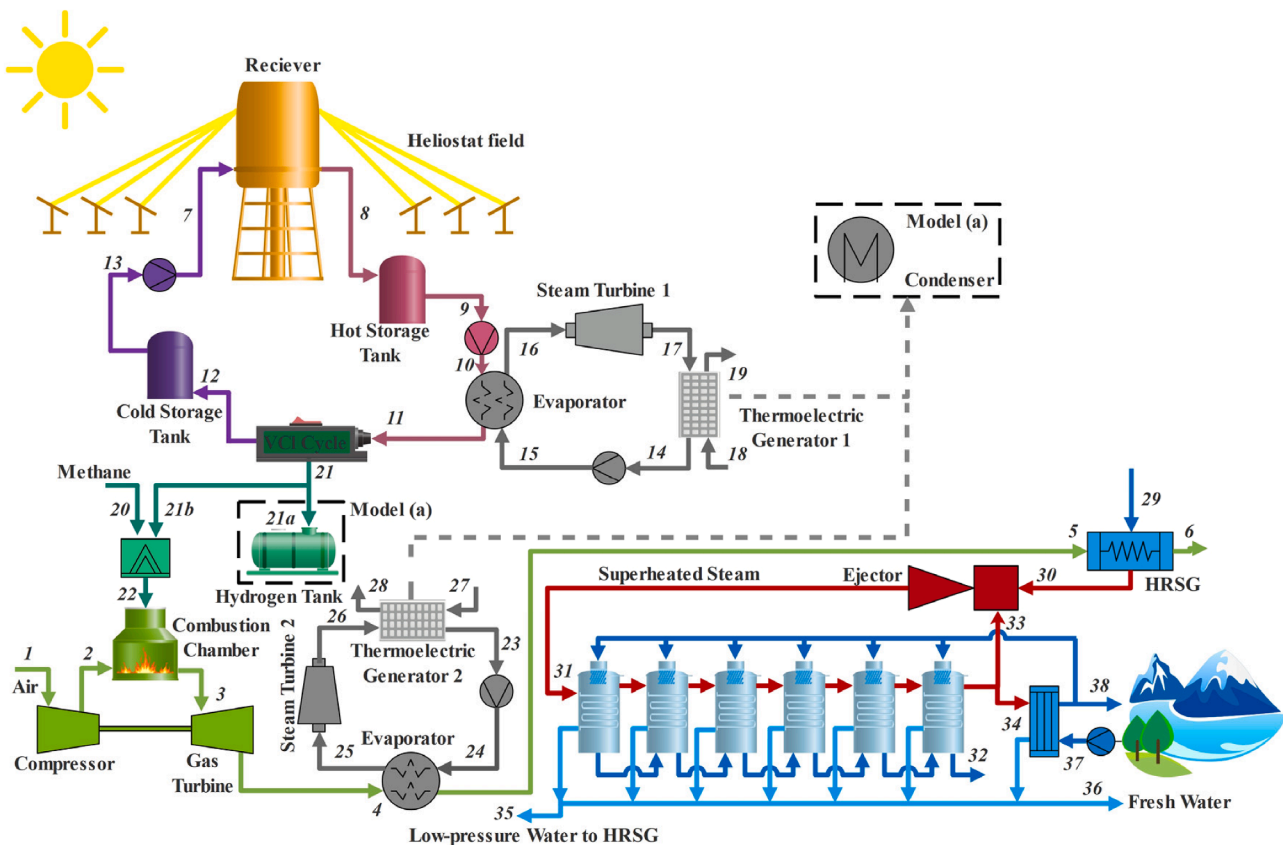 Reciever
Heliostat field
7
8
13
Model (a)
Condenser
Steam Turbine 1
9
Hot Storage
Tank
10
16
17
19
12
Cold Storage
Tank
11
Evaporator
Thermoelectric
Generator 1
VCl Cycle
15
14
18
21
Methane
20
21b
Model (a)
21a
29
5
6
22
Hydrogen Tank
28
27
Superheated Steam
Ejector
30
HRSG
Combustion
Chamber
26
23
33
1
2
Thermoelectric
Generator 2
31
Air
3
Steam Turbine 2
38
34
Compressor
Gas
Turbine
25
Evaporator
24
32
37
4
35
36
Fresh Water
Low-pressure Water to HRSG